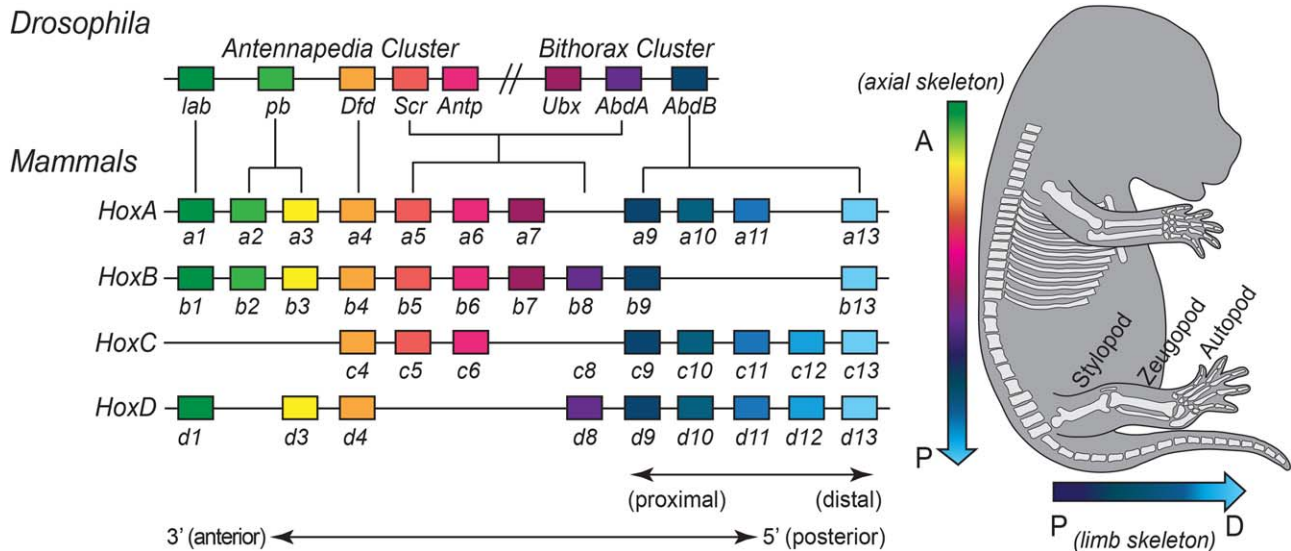 Drosophila
Antennapedia Cluster Bithorax Cluster
lab pb Dfd Scr Antp Ubx AbdA AbdB
Mammals
HoxA
a1 a2 a3 a4 a5 a6 a7 a9 a10 a11 a13
HoxB
b1 b2 b3 b4 b5 b6 b7 b8 b9 b13
HoxC
c4 c5 c6 c8 c9 c10 c11 c12 c13
HoxD
d1 d3 d4 d8 d9 d10 d11 d12 d13
(proximal) (distal)
3' (anterior) 5' (posterior)
(axial skeleton)
A
P
Stylopod
Zeugopod
Autopod
P (limb skeleton) D